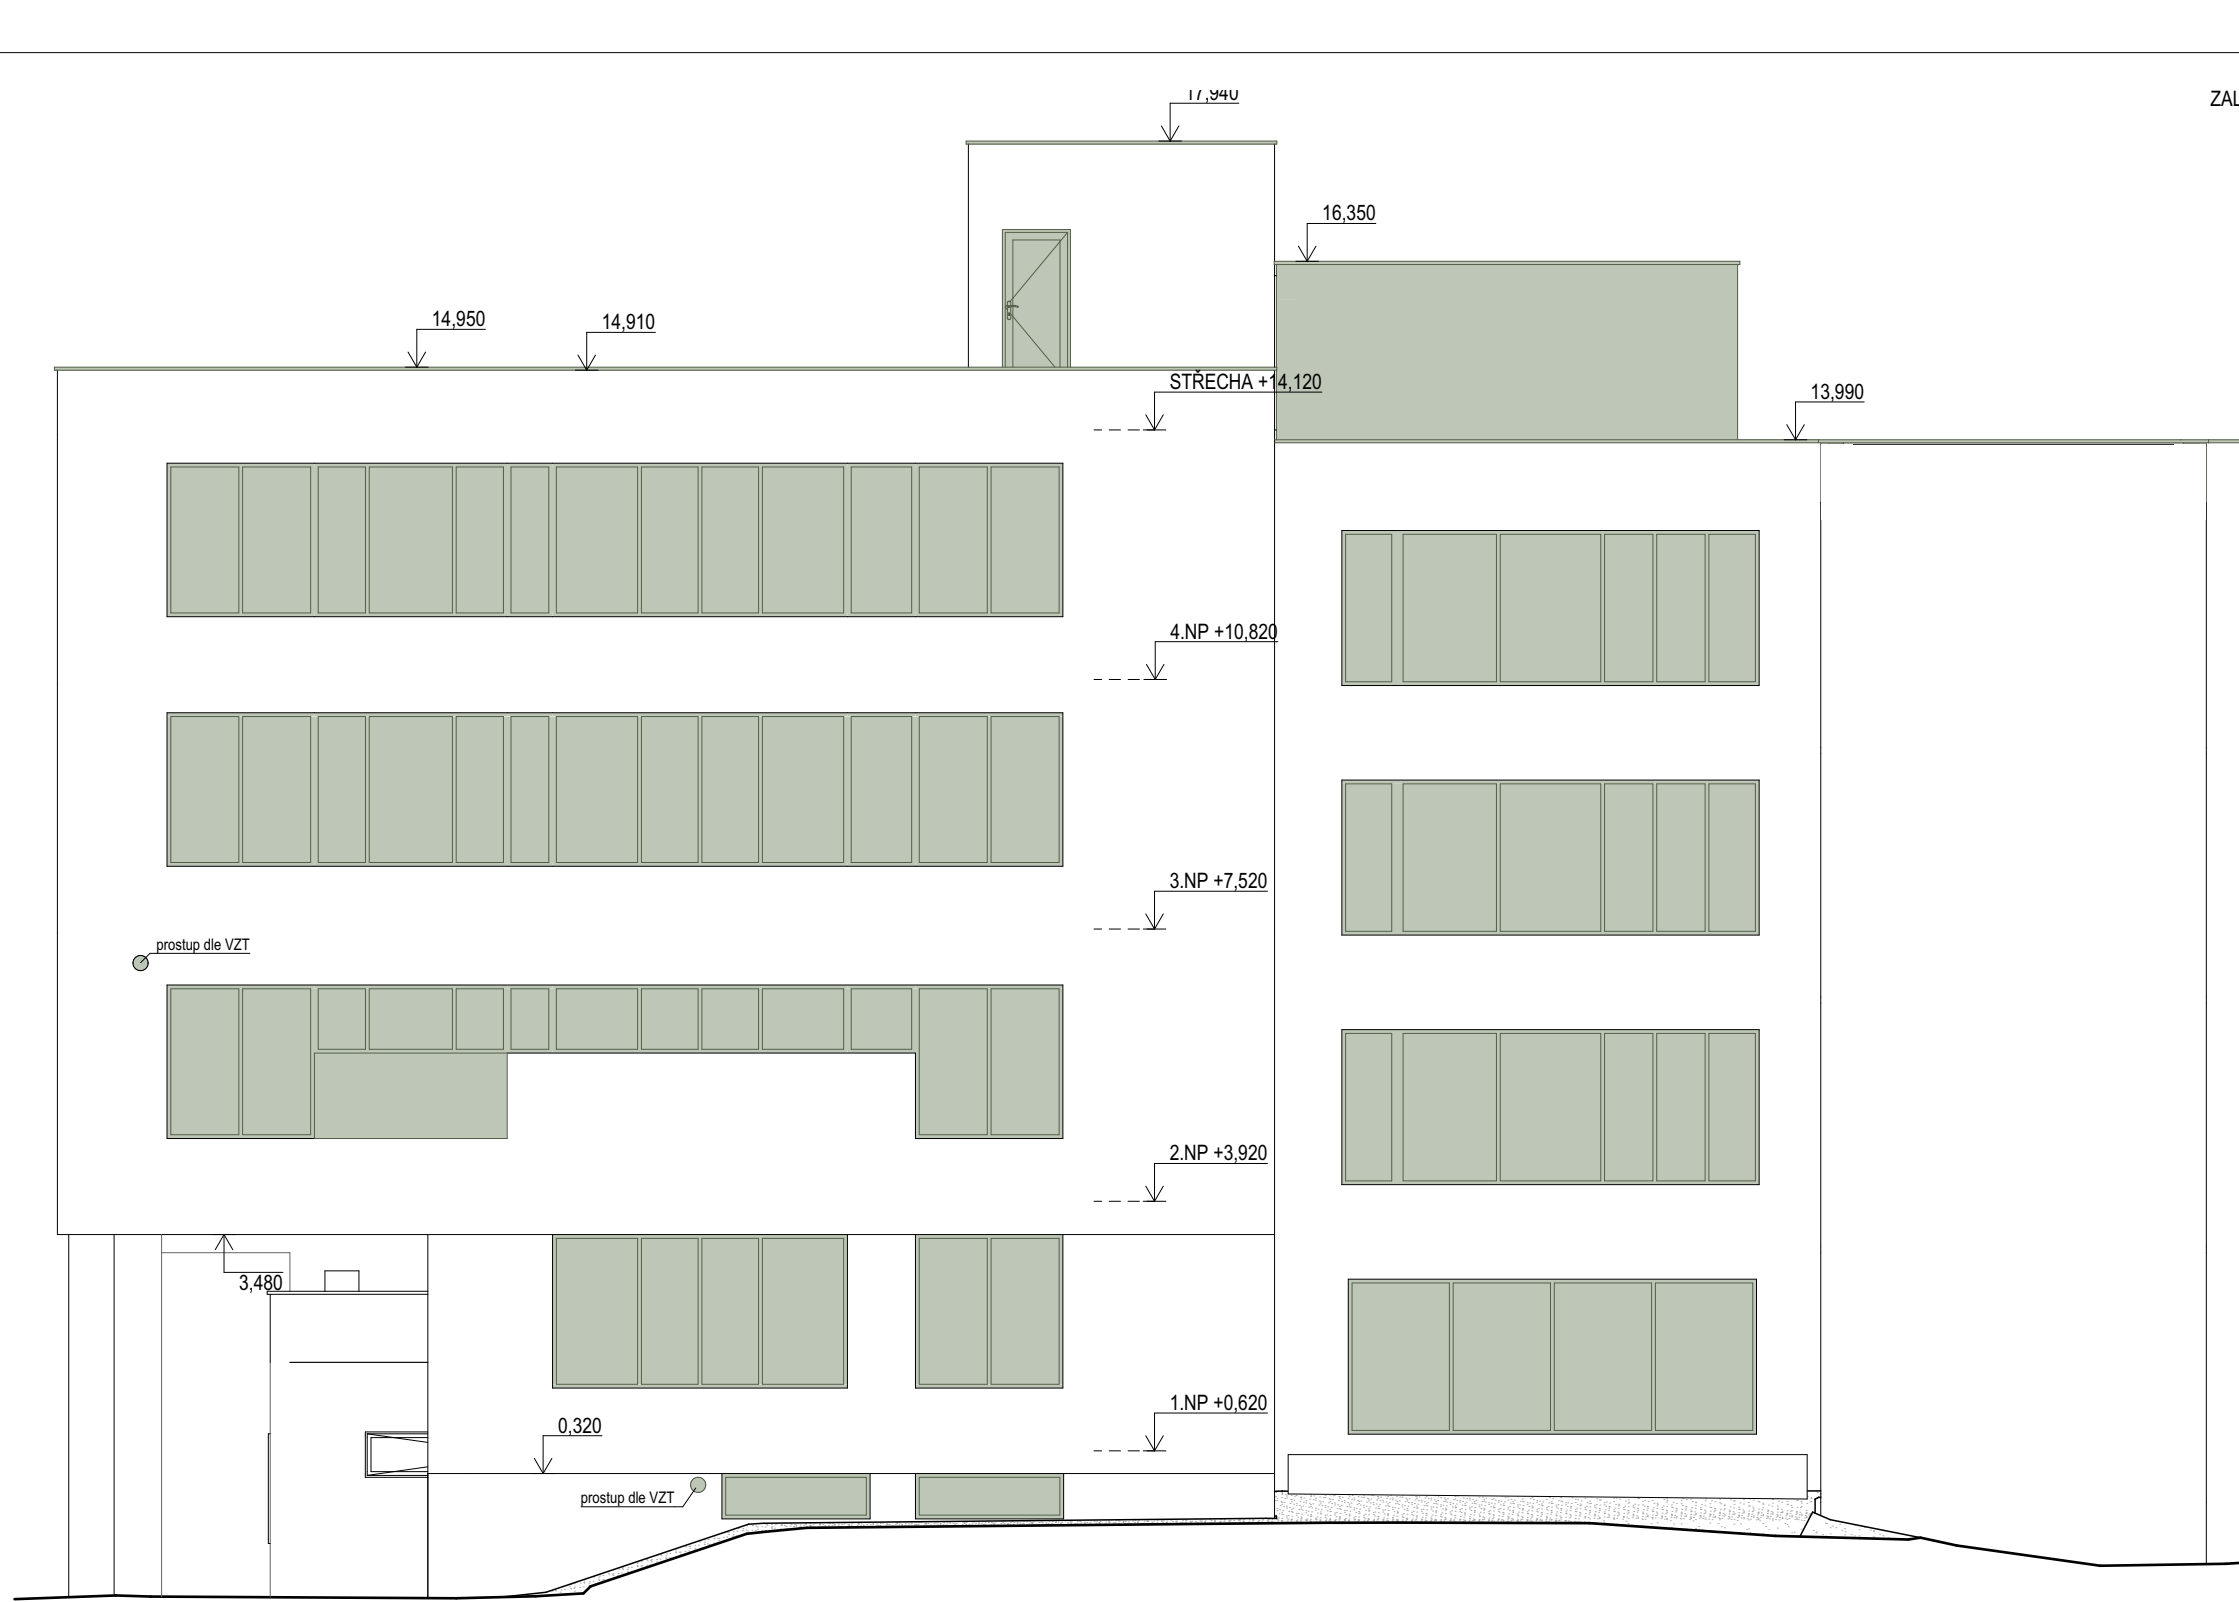 17,940
ZAL
16,350
14,950
14,910
STŘECHA +14,120
13,990
4.NP +10,820
3.NP +7,520
prostup dle VZT
2.NP +3,920
3,480
1.NP +0,620
0,320
prostup dle VZT